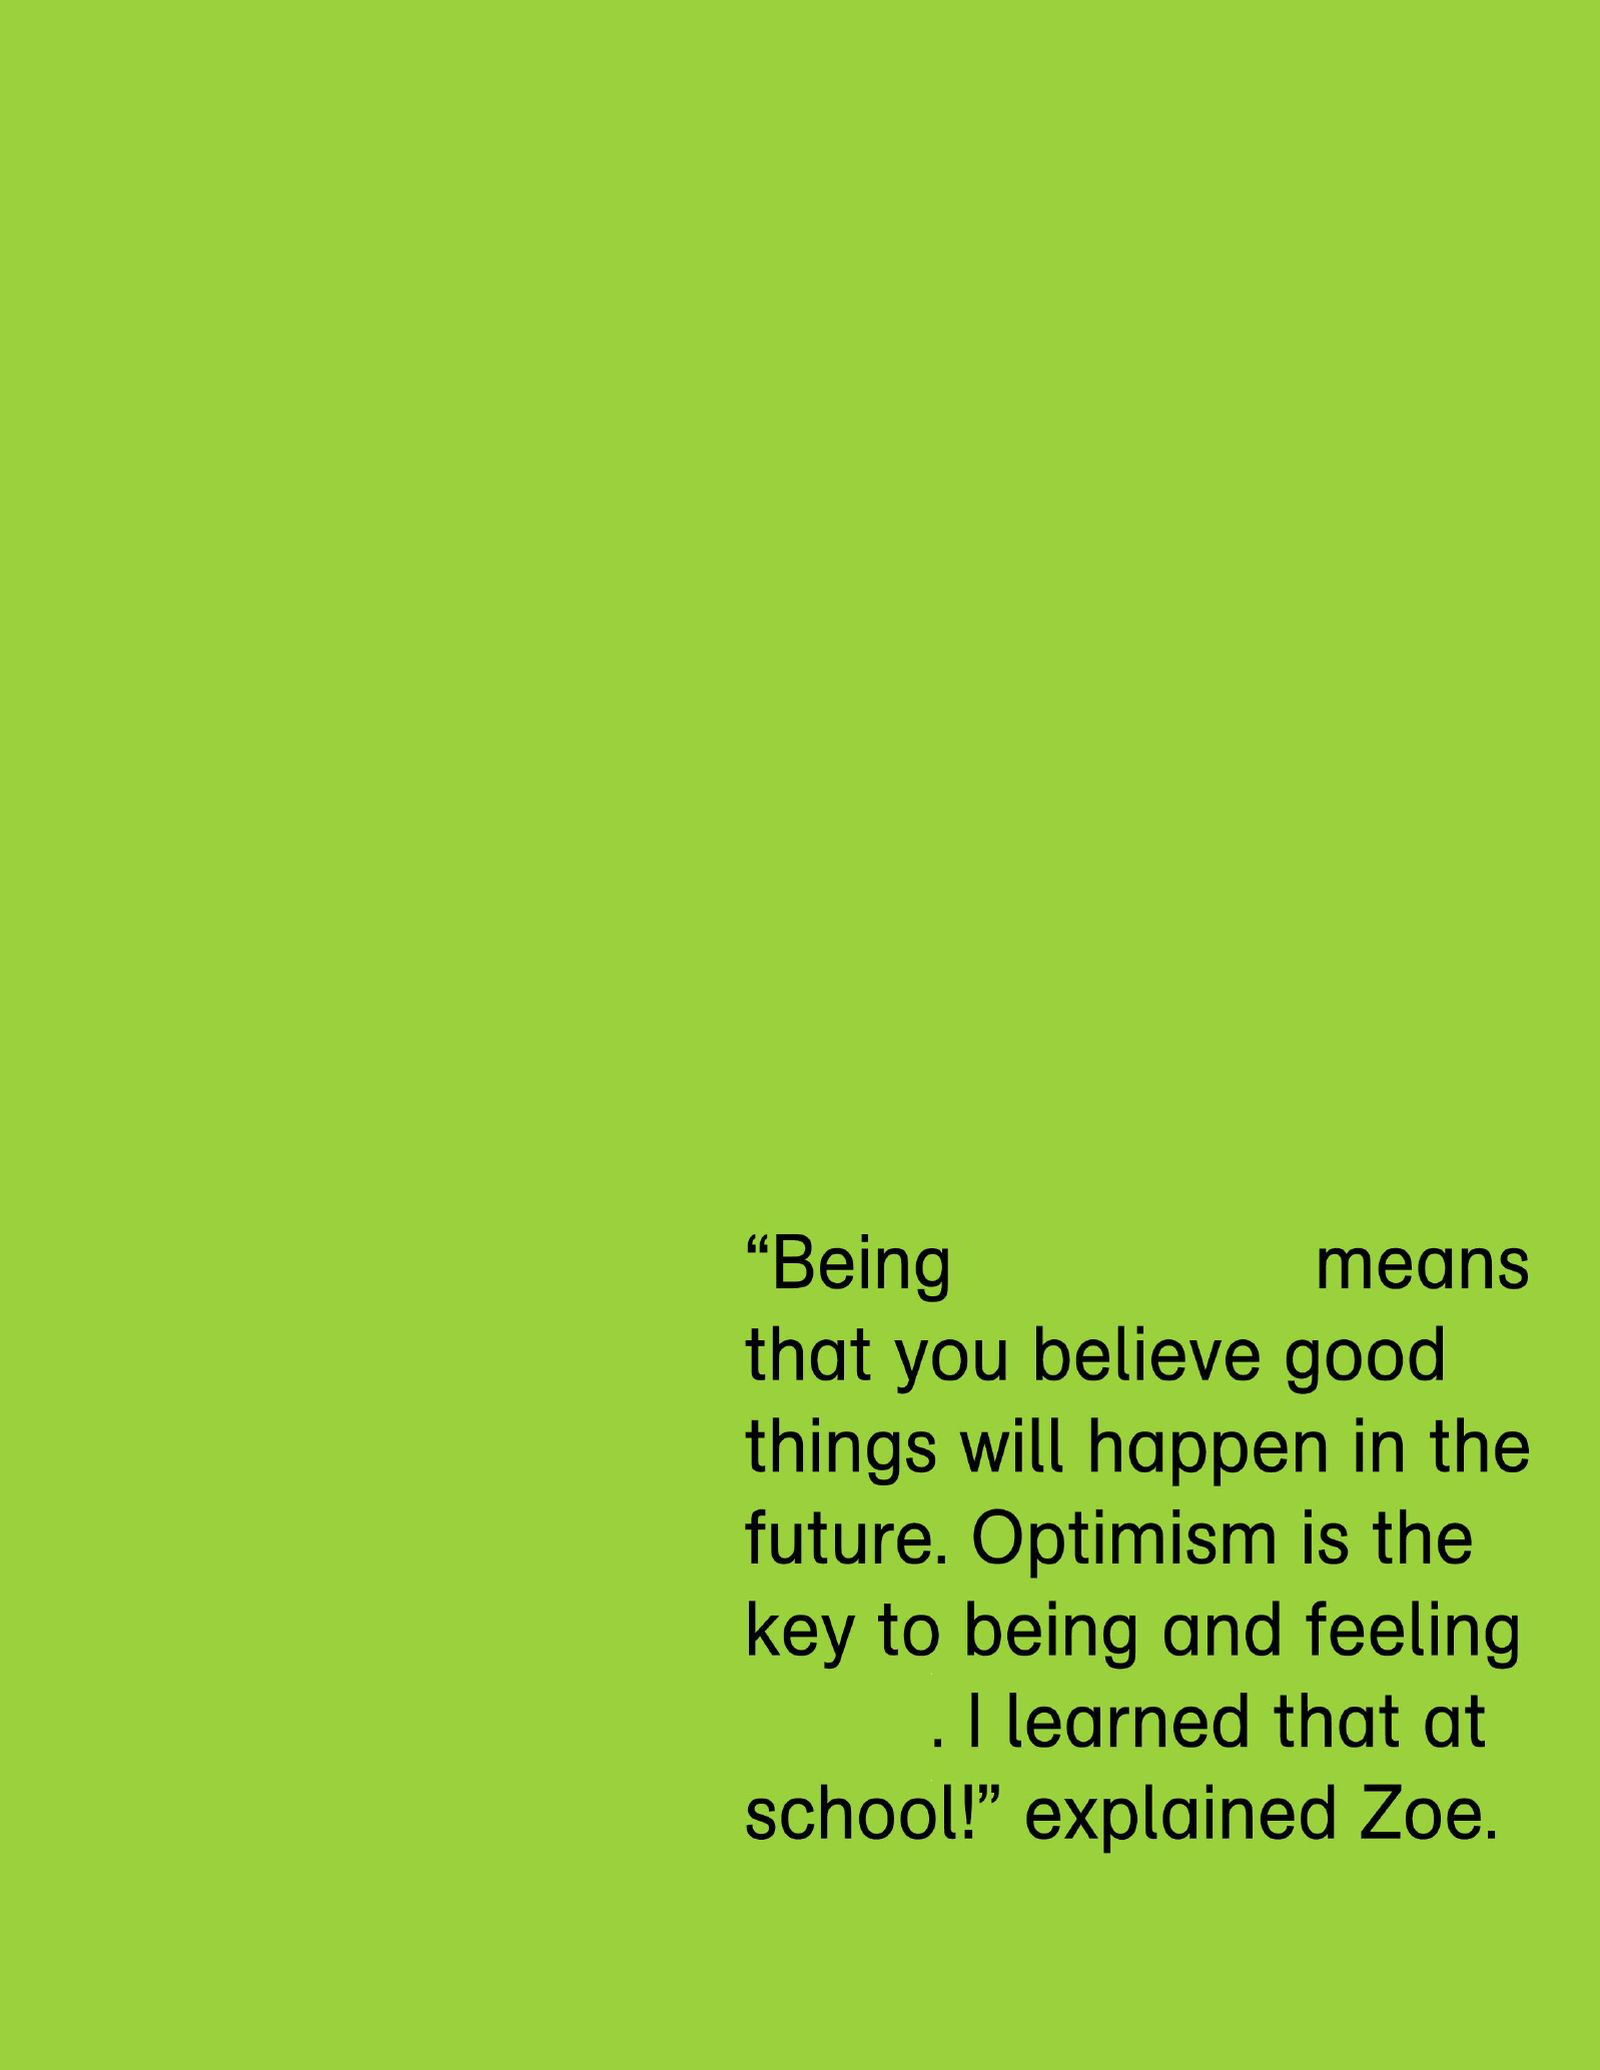 “Being means
that you believe good
things will happen in the
future. Optimism is the
key to being and feeling
. I learned that at
school!” explained Zoe.